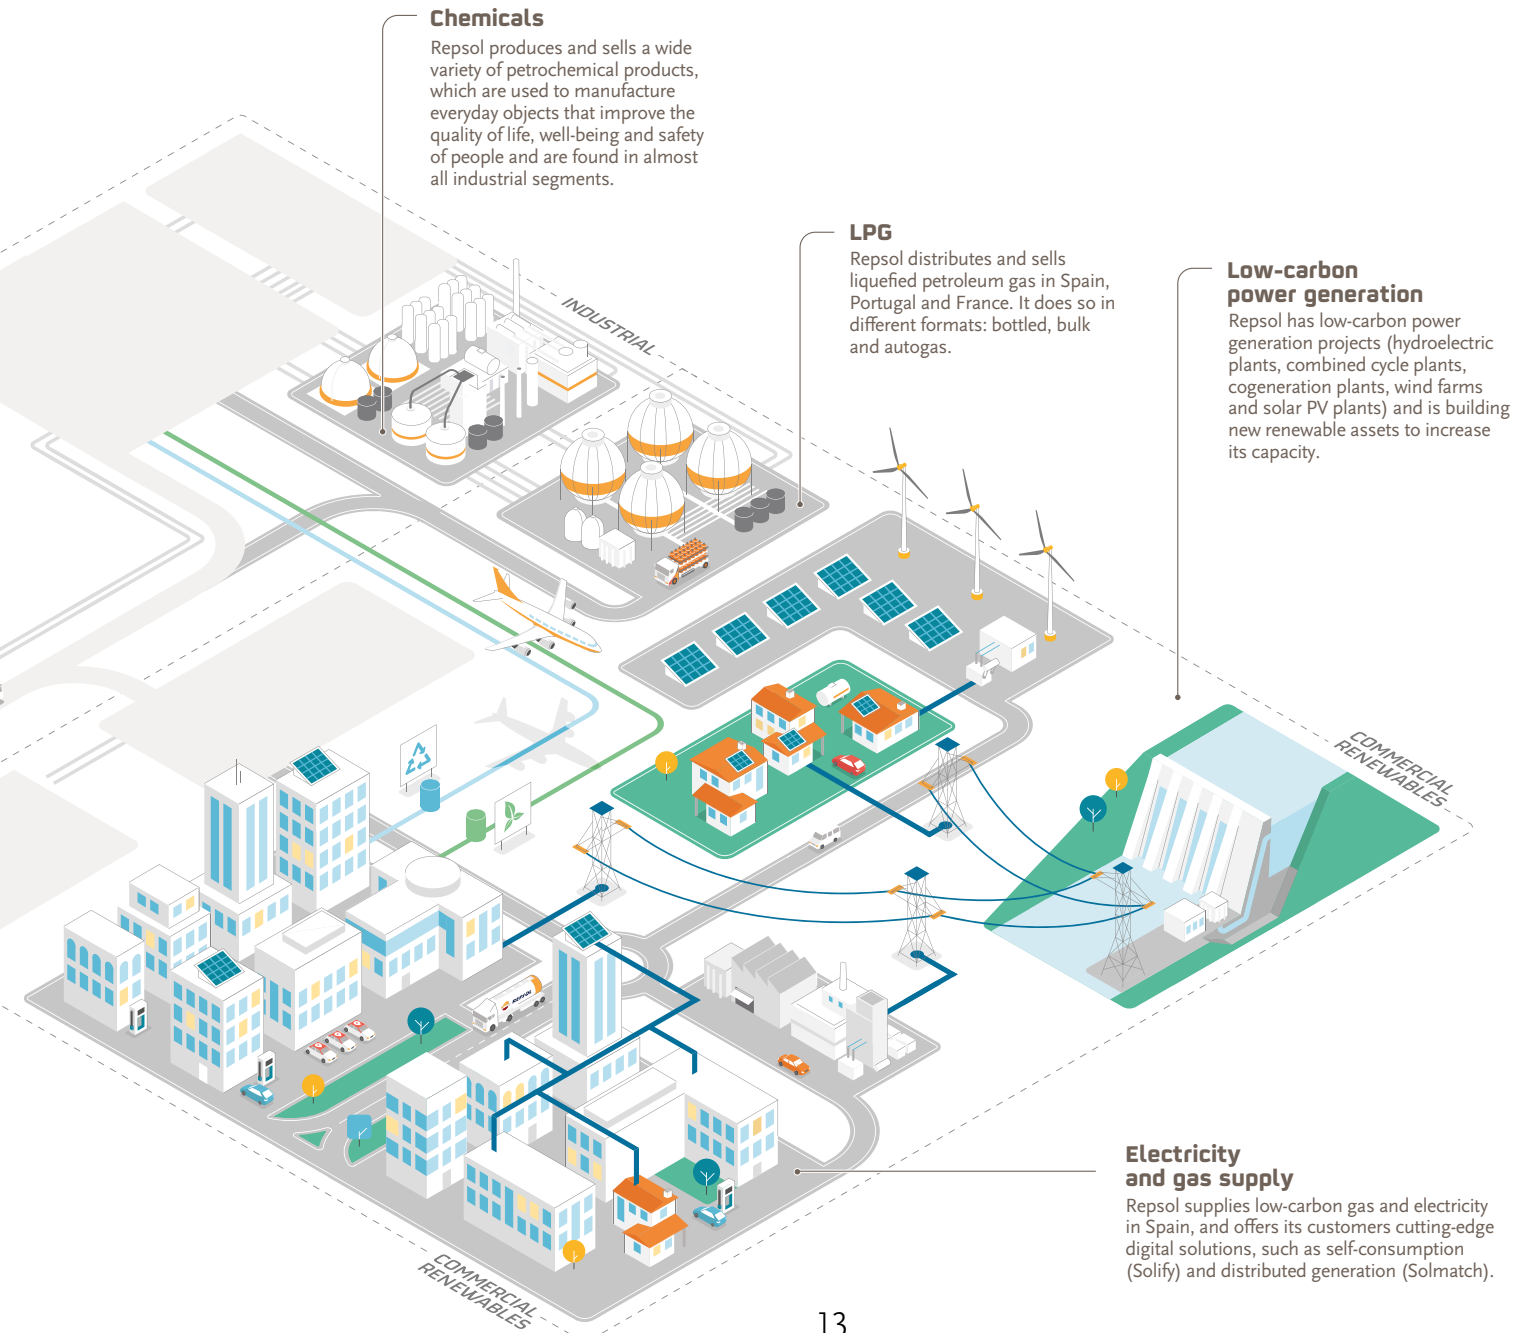 Chemicals
Repsol produces and sells a wide
variety of petrochemical products,
which are used to manufacture
everyday objects that improve the
quality of life, well-being and safety
of people and are found in almost
all industrial segments.
LPG
Repsol distributes and sells
liquefied petroleum gas in Spain,
Portugal and France. It does so in
different formats: bottled, bulk
and autogas.
Low-carbon
power generation
Repsol has low-carbon power
generation projects (hydroelectric
plants, combined cycle plants,
cogeneration plants, wind farms
and solar PV plants) and is building
new renewable assets to increase
its capacity.
INDUSTRIAL
COMMERCIAL
RENEWABLES
REPSOL
Electricity
and gas supply
Repsol supplies low-carbon gas and electricity
in Spain, and offers its customers cutting-edge
digital solutions, such as self-consumption
(Solify) and distributed generation (Solmatch).
COMMERCIAL
RENEWABLES
13